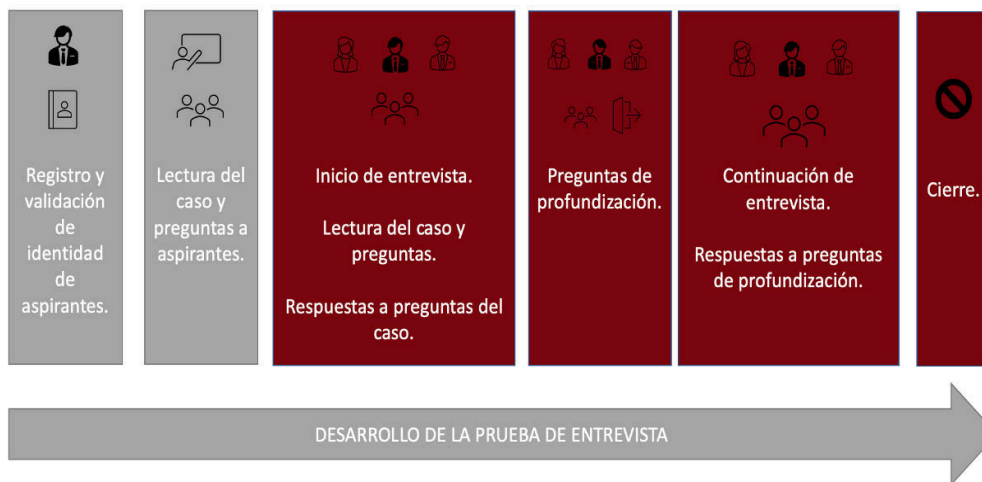 Registro y
validación
de
identidad
de
aspirantes.
Lectura del
caso y
preguntas a
aspirantes.
Inicio de entrevista.
Lectura del caso y
preguntas.
Respuestas a preguntas del
caso.
Preguntas de
profundización.
Continuación de
entrevista.
Respuestas a preguntas
de profundización.
Cierre.
DESARROLLO DE LA PRUEBA DE ENTREVISTA